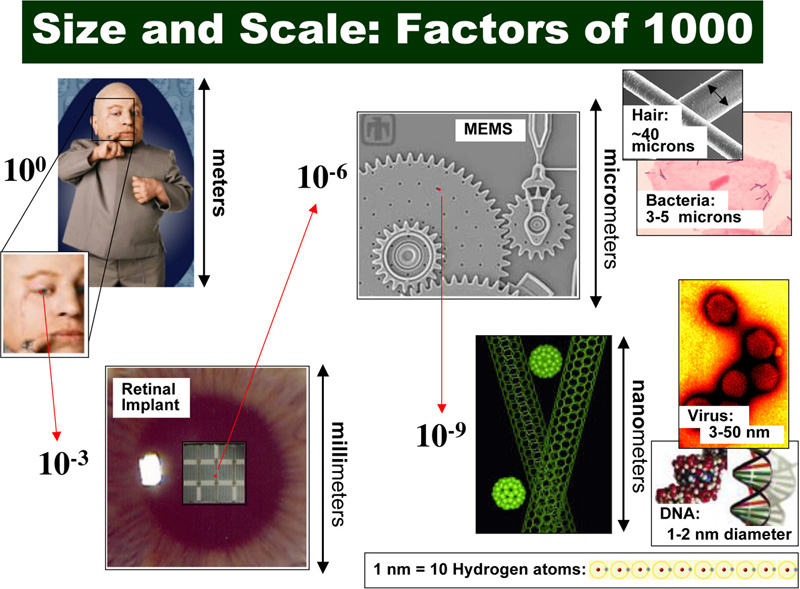 Size and Scale: Factors of 1000
10⁰
meters
10⁻³
Retinal
Implant
millimeters
10⁻⁶
MEMS
micrometers
Hair:
~40
microns
Bacteria:
3-5 microns
10⁻⁹
nanometers
Virus:
3-50 nm
DNA:
1-2 nm diameter
1 nm = 10 Hydrogen atoms: